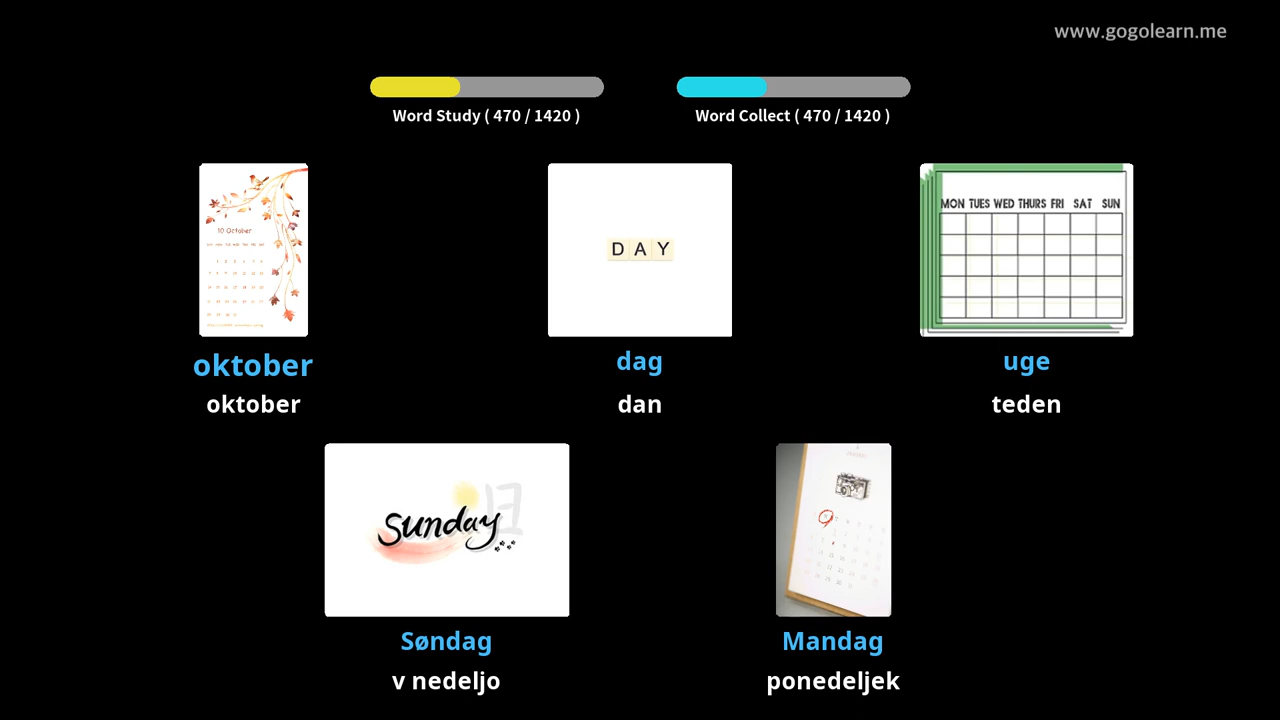 www.gogolearn.me
Word Study ( 470 / 1420 )
Word Collect ( 470 / 1420 )
10 October
D A Y
MON TUES WED THURS FRI SAT SUN
oktober
dag
uge
oktober
dan
teden
sunday
日
Søndag
Mandag
v nedeljo
ponedeljek